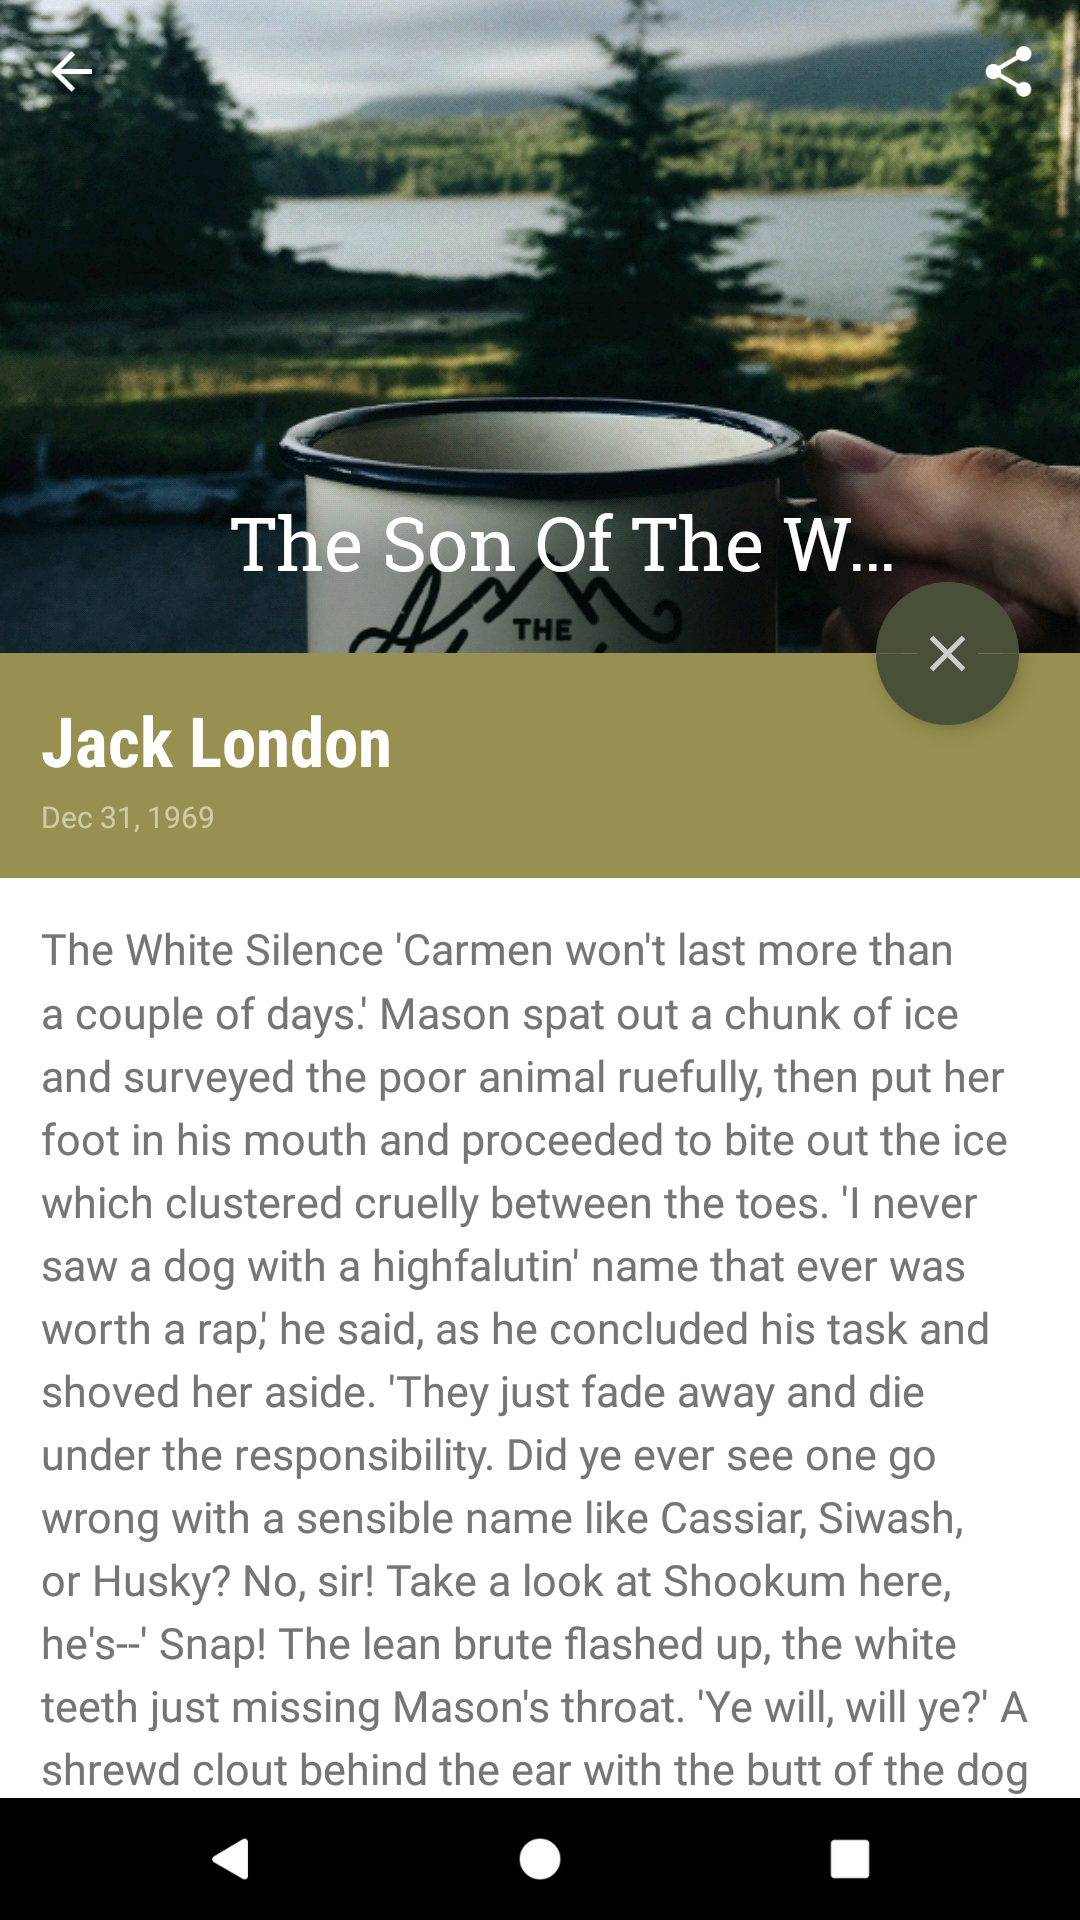 The Son Of The W...
THE
Jack London
Dec 31, 1969
The White Silence 'Carmen won't last more than
a couple of days.' Mason spat out a chunk of ice
and surveyed the poor animal ruefully, then put her
foot in his mouth and proceeded to bite out the ice
which clustered cruelly between the toes. 'I never
saw a dog with a highfalutin' name that ever was
worth a rap,' he said, as he concluded his task and
shoved her aside. 'They just fade away and die
under the responsibility. Did ye ever see one go
wrong with a sensible name like Cassiar, Siwash,
or Husky? No, sir! Take a look at Shookum here,
he's--' Snap! The lean brute flashed up, the white
teeth just missing Mason's throat. 'Ye will, will ye?' A
shrewd clout behind the ear with the butt of the dog